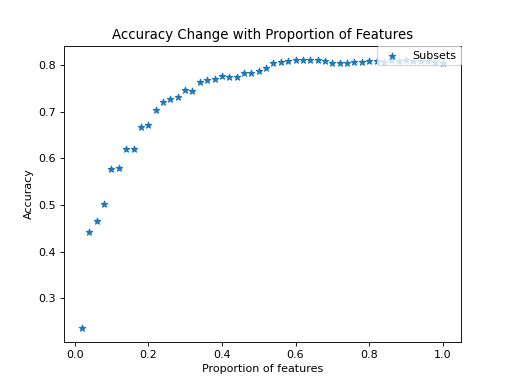 Accuracy Change with Proportion of Features
Subsets
0.8
0.7
0.6
0.5
0.4
0.3
Accuracy
0.0 0.2 0.4 0.6 0.8 1.0
Proportion of features